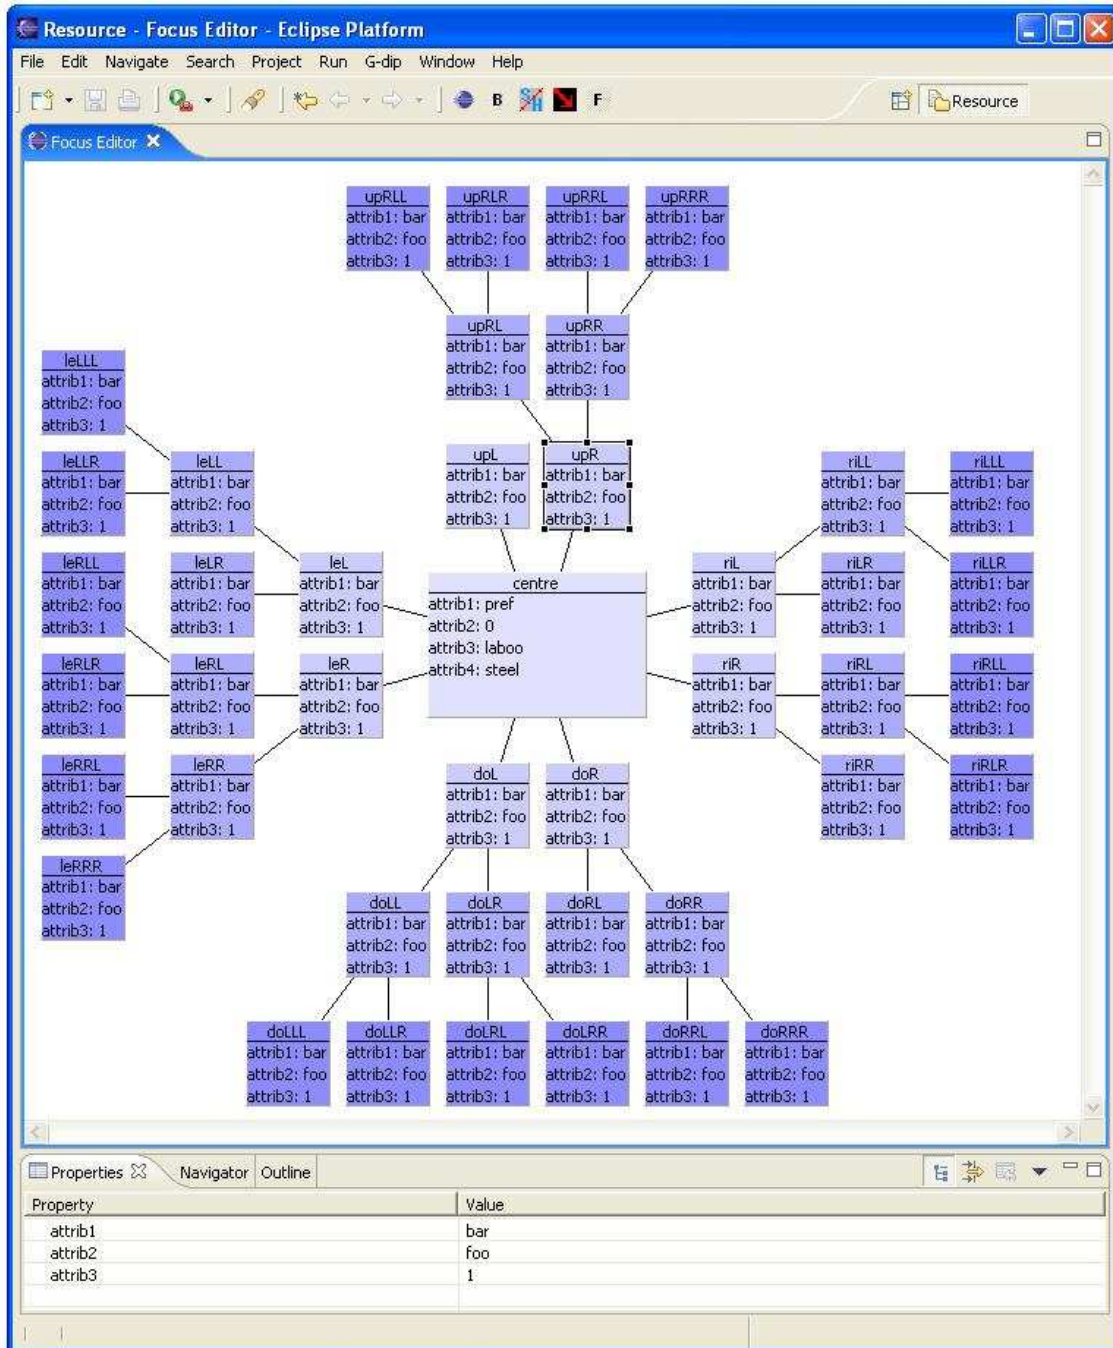 Resource - Focus Editor - Eclipse Platform
File Edit Navigate Search Project Run G-dip Window Help
B F Resource
Focus Editor
upRLL upRLR upRRL upRRR
attrib1: bar attrib1: bar attrib1: bar attrib1: bar
attrib2: foo attrib2: foo attrib2: foo attrib2: foo
attrib3: 1 attrib3: 1 attrib3: 1 attrib3: 1
upRL upRR
attrib1: bar attrib1: bar
attrib2: foo attrib2: foo
attrib3: 1 attrib3: 1
leLLL
attrib1: bar
attrib2: foo
attrib3: 1
upL upR
attrib1: bar attrib1: bar
attrib2: foo attrib2: foo
attrib3: 1 attrib3: 1
leLLR leLL riLL riLLL
attrib1: bar attrib1: bar attrib1: bar attrib1: bar
attrib2: foo attrib2: foo attrib2: foo attrib2: foo
attrib3: 1 attrib3: 1 attrib3: 1 attrib3: 1
leRLL leLR leL riL riLR riLLR
attrib1: bar attrib1: bar attrib1: bar attrib1: bar attrib1: bar attrib1: bar
attrib2: foo attrib2: foo attrib2: foo attrib2: foo attrib2: foo attrib2: foo
attrib3: 1 attrib3: 1 attrib3: 1 attrib3: 1 attrib3: 1 attrib3: 1
centre
attrib1: pref
attrib2: 0
attrib3: laboo
attrib4: steel
leRLR leRL leR riR riRL riRLL
attrib1: bar attrib1: bar attrib1: bar attrib1: bar attrib1: bar attrib1: bar
attrib2: foo attrib2: foo attrib2: foo attrib2: foo attrib2: foo attrib2: foo
attrib3: 1 attrib3: 1 attrib3: 1 attrib3: 1 attrib3: 1 attrib3: 1
leRRL leRR riRR riRLR
attrib1: bar attrib1: bar attrib1: bar attrib1: bar
attrib2: foo attrib2: foo attrib2: foo attrib2: foo
attrib3: 1 attrib3: 1 attrib3: 1 attrib3: 1
doL doR
attrib1: bar attrib1: bar
attrib2: foo attrib2: foo
attrib3: 1 attrib3: 1
leRRR
attrib1: bar
attrib2: foo
attrib3: 1
doLL doLR doRL doRR
attrib1: bar attrib1: bar attrib1: bar attrib1: bar
attrib2: foo attrib2: foo attrib2: foo attrib2: foo
attrib3: 1 attrib3: 1 attrib3: 1 attrib3: 1
doLLL doLLR doLRL doLRR doRRL doRRR
attrib1: bar attrib1: bar attrib1: bar attrib1: bar attrib1: bar attrib1: bar
attrib2: foo attrib2: foo attrib2: foo attrib2: foo attrib2: foo attrib2: foo
attrib3: 1 attrib3: 1 attrib3: 1 attrib3: 1 attrib3: 1 attrib3: 1
Properties Navigator Outline
Property Value
attrib1 bar
attrib2 foo
attrib3 1